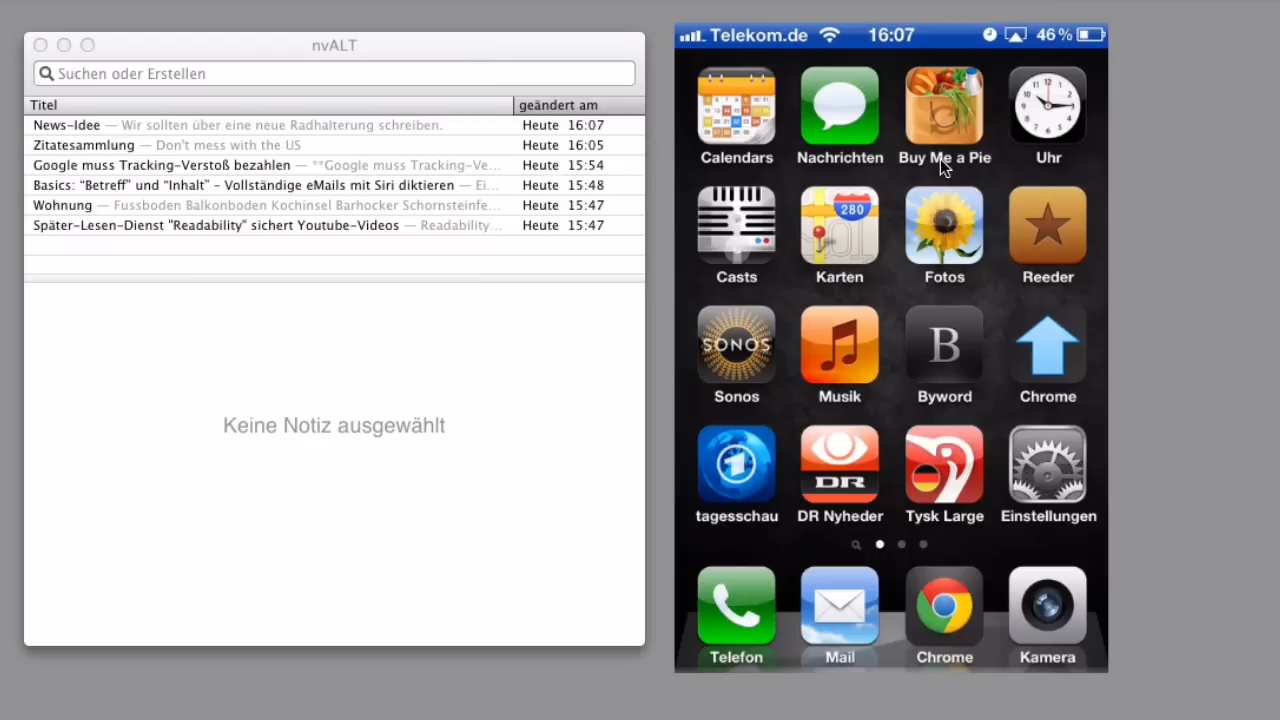 nvALT
Suchen oder Erstellen
Titel geändert am
News-Idee — Wir sollten über eine neue Radhalterung schreiben. Heute 16:07
Zitatesammlung — Don't mess with the US Heute 16:05
Google muss Tracking-Verstoß bezahlen — **Google muss Tracking-Ve... Heute 15:54
Basics: "Betreff" und "Inhalt" - Vollständige eMails mit Siri diktieren — Ei... Heute 15:48
Wohnung — Fussboden Balkonboden Kochinsel Barhocker Schornsteinfe... Heute 15:47
Später-Lesen-Dienst "Readability" sichert Youtube-Videos — Readability... Heute 15:47
Keine Notiz ausgewählt
Telekom.de 16:07 46%
Calendars Nachrichten Buy Me a Pie Uhr
280
Casts Karten Fotos Reeder
SONOS
B
Sonos Musik Byword Chrome
1
DR
tagesschau DR Nyheder Tysk Large Einstellungen
Telefon Mail Chrome Kamera